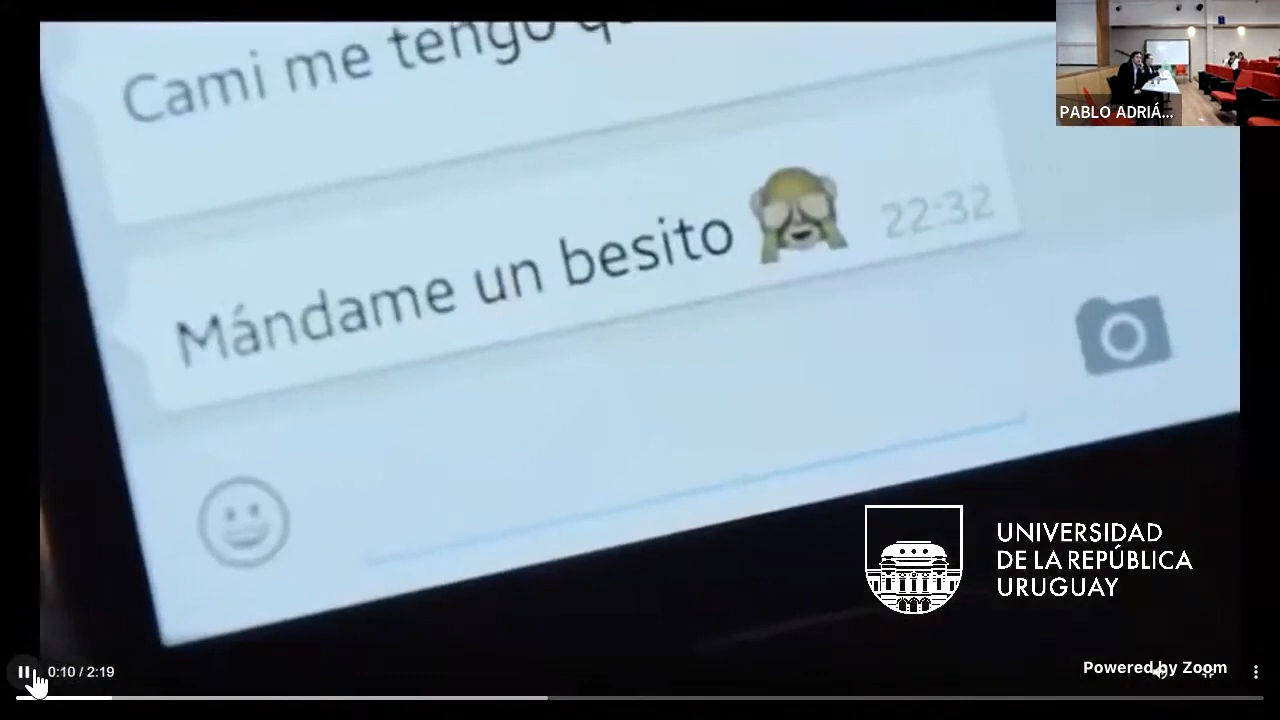 Cami me tengo
PABLO ADRIÁ...
Mándame un besito
22:32
UNIVERSIDAD
DE LA REPÚBLICA
URUGUAY
0:10 / 2:19
Powered by Zoom